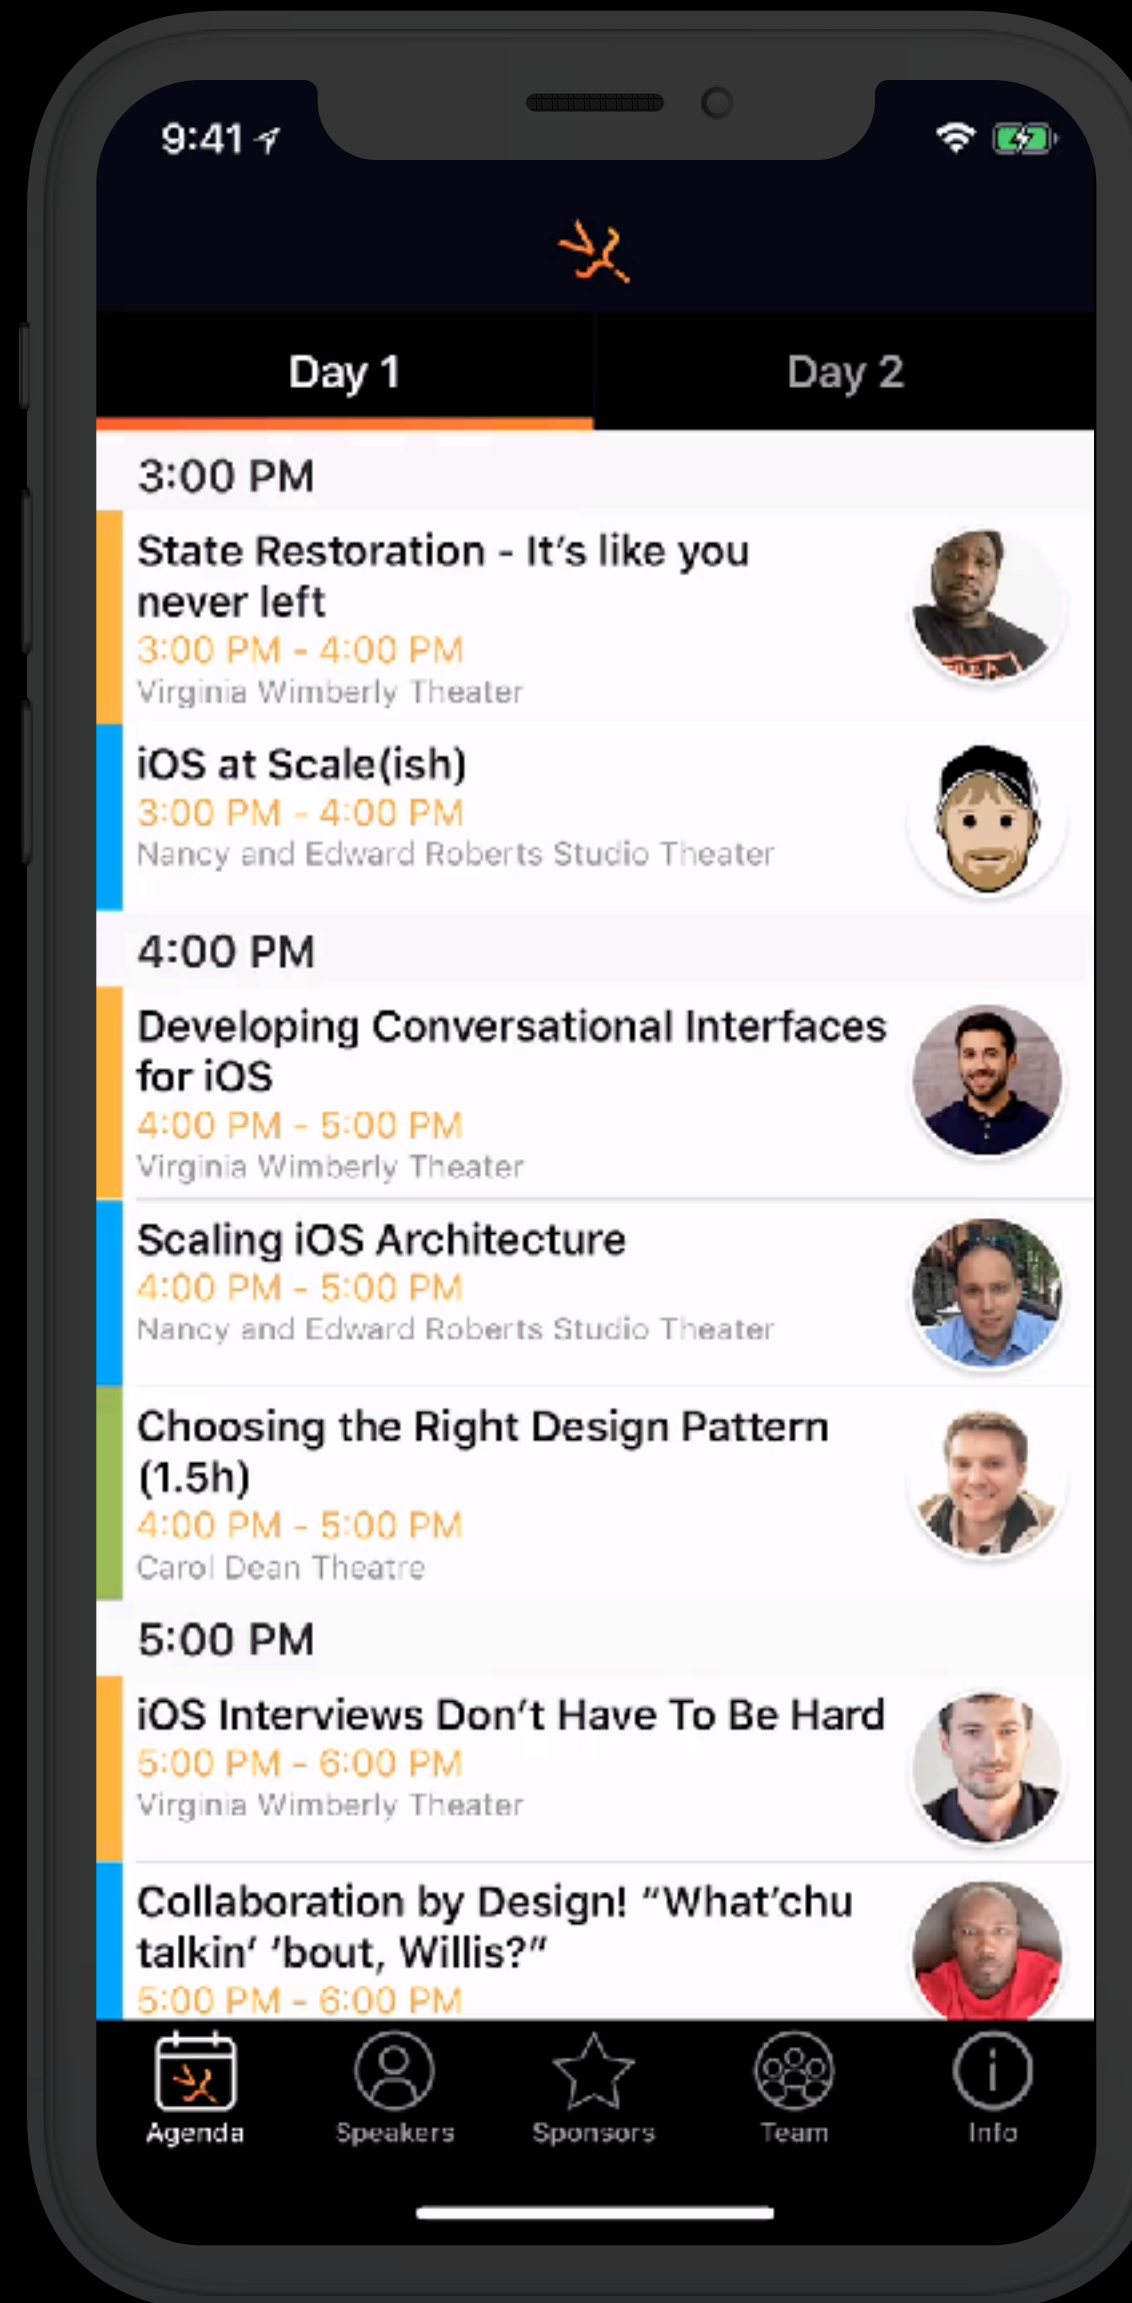 9:41
Day 1
Day 2
3:00 PM
State Restoration - It’s like you
never left
3:00 PM - 4:00 PM
Virginia Wimberly Theater
iOS at Scale(ish)
3:00 PM - 4:00 PM
Nancy and Edward Roberts Studio Theater
4:00 PM
Developing Conversational Interfaces
for iOS
4:00 PM - 5:00 PM
Virginia Wimberly Theater
Scaling iOS Architecture
4:00 PM - 5:00 PM
Nancy and Edward Roberts Studio Theater
Choosing the Right Design Pattern
(1.5h)
4:00 PM - 5:00 PM
Carol Dean Theatre
5:00 PM
iOS Interviews Don’t Have To Be Hard
5:00 PM - 6:00 PM
Virginia Wimberly Theater
Collaboration by Design! “What’chu
talkin’ ’bout, Willis?”
5:00 PM - 6:00 PM
Agenda
Speakers
Sponsors
Team
Info